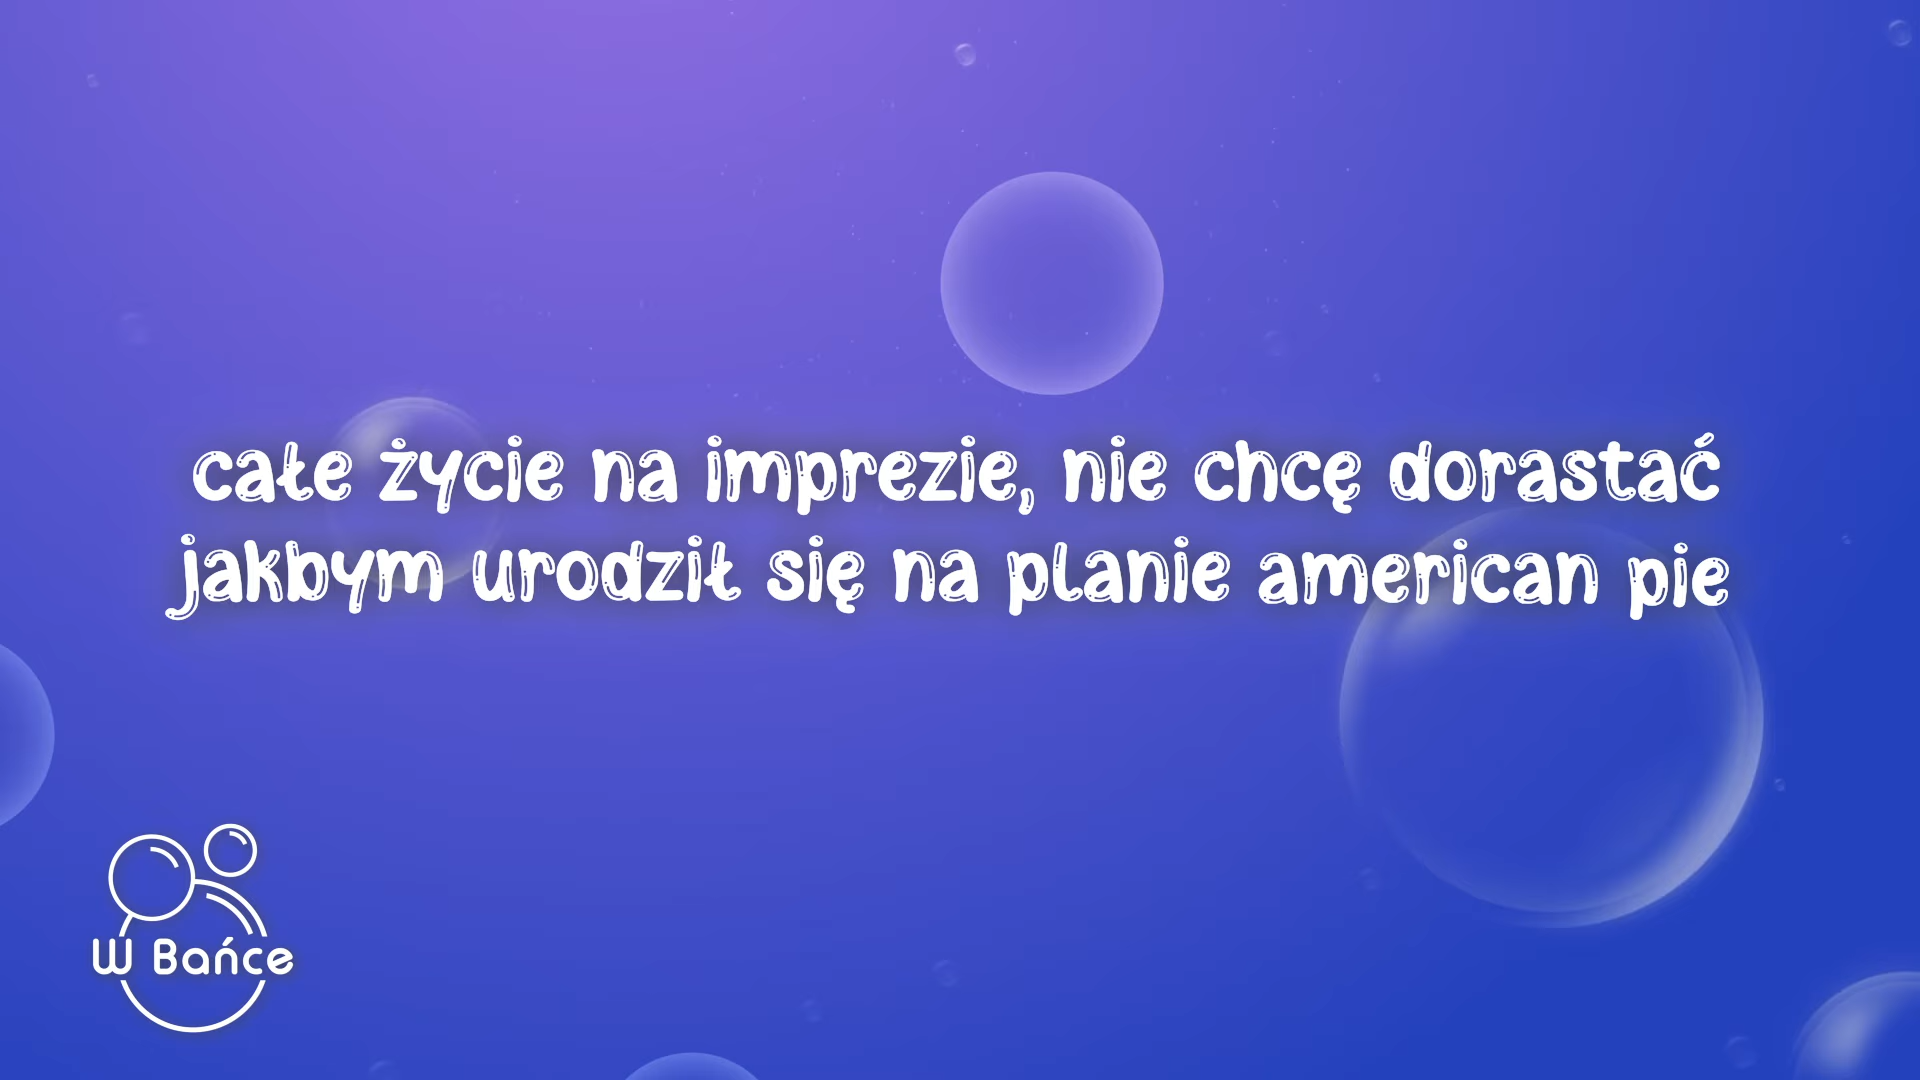 całe życie na imprezie, nie chcę dorastać
jakbym urodził się na planie american pie
W Bańce